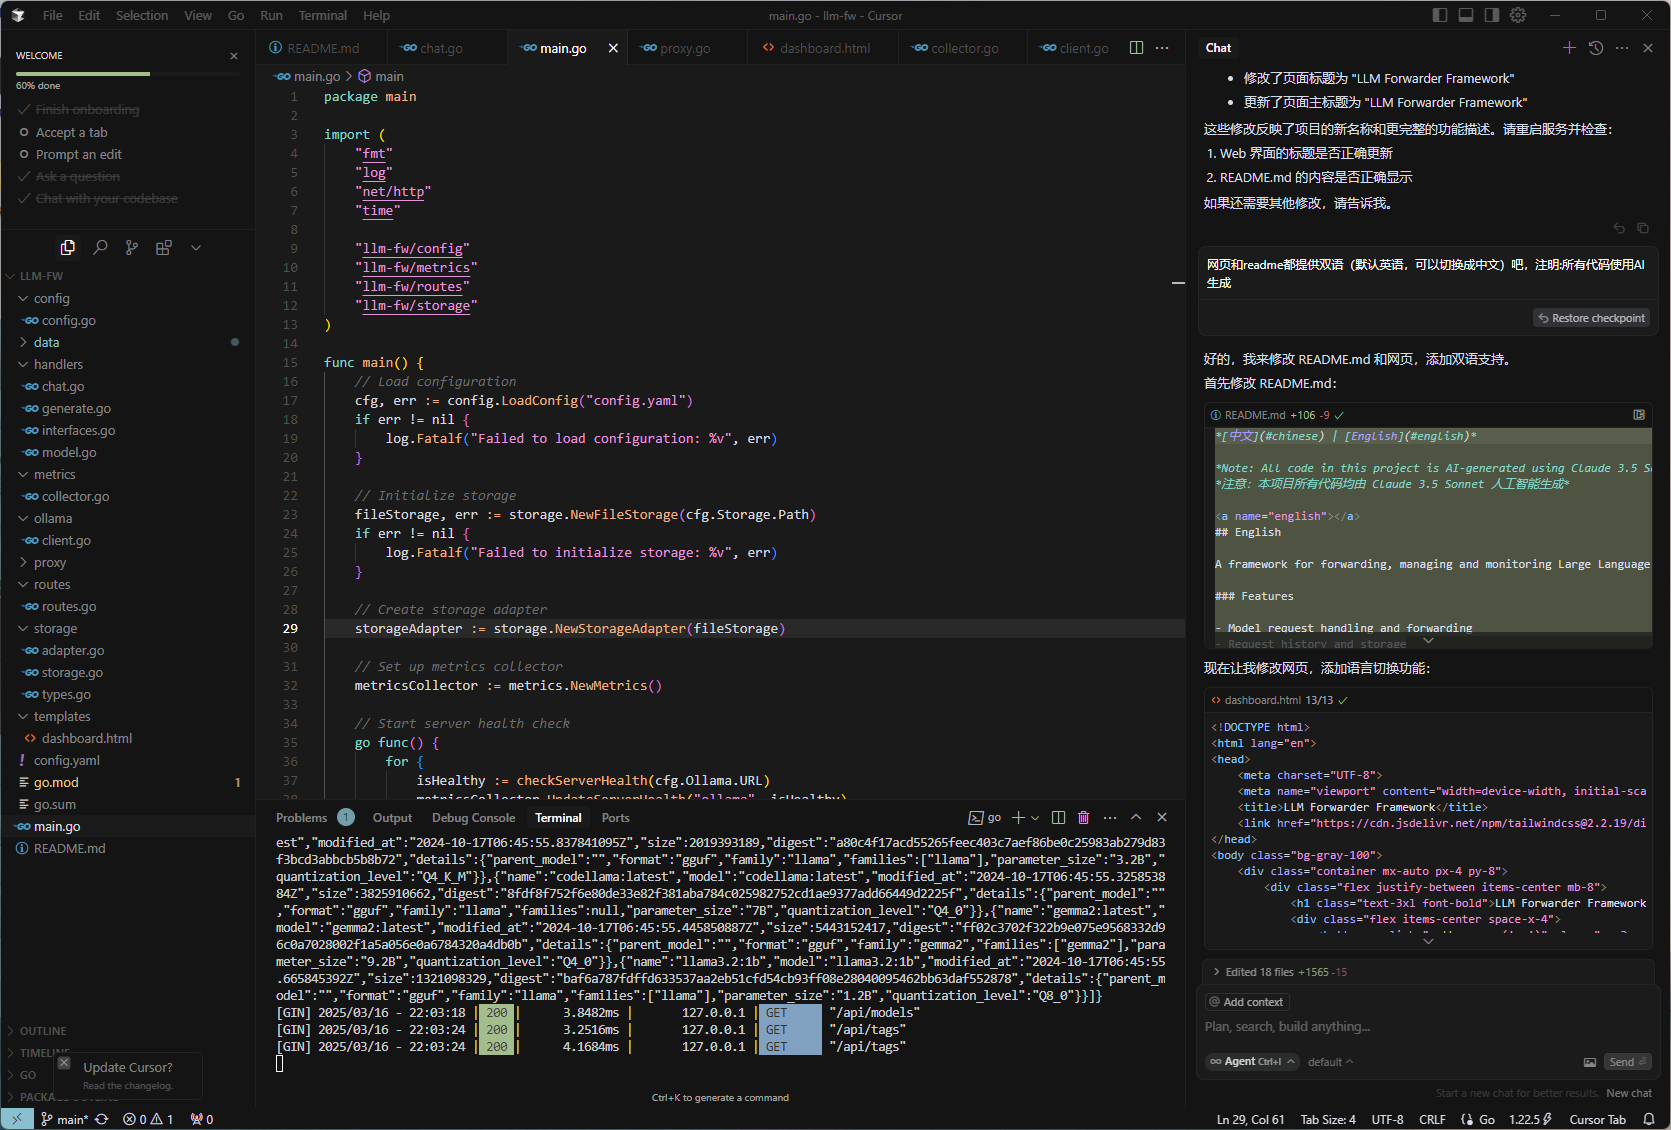 File Edit Selection View Go Run Terminal Help
main.go - llm-fw - Cursor
WELCOME
60% done
Finish onboarding
Accept a tab
Prompt an edit
Ask a question
Chat with your codebase
LLM-FW
config
config.go
data
handlers
chat.go
generate.go
interfaces.go
model.go
metrics
collector.go
ollama
client.go
proxy
routes
routes.go
storage
adapter.go
storage.go
types.go
templates
dashboard.html
config.yaml
go.mod 1
go.sum
main.go
README.md
OUTLINE
TIMELINE
GO
Update Cursor?
Read the changelog.
README.md chat.go main.go proxy.go dashboard.html collector.go client.go
main.go > main
1 package main
2
3 import (
4 "fmt"
5 "log"
6 "net/http"
7 "time"
8
9 "llm-fw/config"
10 "llm-fw/metrics"
11 "llm-fw/routes"
12 "llm-fw/storage"
13 )
14
15 func main() {
16 // Load configuration
17 cfg, err := config.LoadConfig("config.yaml")
18 if err != nil {
19 log.Fatalf("Failed to load configuration: %v", err)
20 }
21
22 // Initialize storage
23 fileStorage, err := storage.NewFileStorage(cfg.Storage.Path)
24 if err != nil {
25 log.Fatalf("Failed to initialize storage: %v", err)
26 }
27
28 // Create storage adapter
29 storageAdapter := storage.NewStorageAdapter(fileStorage)
30
31 // Set up metrics collector
32 metricsCollector := metrics.NewMetrics()
33
34 // Start server health check
35 go func() {
36 for {
37 isHealthy := checkServerHealth(cfg.Ollama.URL)
38 metricsCollector.UpdateServerHealth("ollama", isHealthy)
Problems 1 Output Debug Console Terminal Ports
go
est","modified_at":"2024-10-17T06:45:55.837841095Z","size":2019393189,"digest":"a80c4f17acd55265feec403c7aef86be0c25983ab279d83
f3bcd3abbcb5b8b72","details":{"parent_model":"","format":"gguf","family":"llama","families":["llama"],"parameter_size":"3.2B","
quantization_level":"Q4_K_M"}},{"name":"codellama:latest","model":"codellama:latest","modified_at":"2024-10-17T06:45:55.3258538
84Z","size":3825910662,"digest":"8fdf8f752f6e80de33e82f381aba784c025982752cd1ae9377add66449d2225f","details":{"parent_model":""
,"format":"gguf","family":"llama","families":null,"parameter_size":"7B","quantization_level":"Q4_0"}},{"name":"gemma2:latest","
model":"gemma2:latest","modified_at":"2024-10-17T06:45:55.445850887Z","size":5443152417,"digest":"ff02c3702f322b9e075e9568332d9
6c0a7028002f1a5a056e0a6784320a4db0b","details":{"parent_model":"","format":"gguf","family":"gemma2","families":["gemma2"],"para
meter_size":"9.2B","quantization_level":"Q4_0"}},{"name":"llama3.2:1b","model":"llama3.2:1b","modified_at":"2024-10-17T06:45:55
.665845392Z","size":1321098329,"digest":"baf6a787fdffd633537aa2eb51cfd54cb93ff08e28040095462bb63daf552878","details":{"parent_m
odel":"","format":"gguf","family":"llama","families":["llama"],"parameter_size":"1.2B","quantization_level":"Q8_0"}}]}
[GIN] 2025/03/16 - 22:03:18 | 200 | 3.8482ms | 127.0.0.1 | GET "/api/models"
[GIN] 2025/03/16 - 22:03:24 | 200 | 3.2516ms | 127.0.0.1 | GET "/api/tags"
[GIN] 2025/03/16 - 22:03:24 | 200 | 4.1684ms | 127.0.0.1 | GET "/api/tags"
Ctrl+K to generate a command
Chat
• 修改了页面标题为 "LLM Forwarder Framework"
• 更新了页面主标题为 "LLM Forwarder Framework"
这些修改反映了项目的新名称和更完整的功能描述。请重启服务并检查：
1. Web 界面的标题是否正确更新
2. README.md 的内容是否正确显示
如果还需要其他修改，请告诉我。
网页和readme都提供双语（默认英语，可以切换成中文）吧，注明:所有代码使用AI
生成
Restore checkpoint
好的，我来修改 README.md 和网页，添加双语支持。
首先修改 README.md：
README.md +106 -9
*[中文](#chinese) | [English](#english)*
*Note: All code in this project is AI-generated using Claude 3.5 So
*注意：本项目所有代码均由 Claude 3.5 Sonnet 人工智能生成*
<a name="english"></a>
## English
A framework for forwarding, managing and monitoring Large Language
### Features
- Model request handling and forwarding
- Request history and storage
现在让我修改网页，添加语言切换功能：
dashboard.html 13/13
<!DOCTYPE html>
<html lang="en">
<head>
<meta charset="UTF-8">
<meta name="viewport" content="width=device-width, initial-sca
<title>LLM Forwarder Framework</title>
<link href="https://cdn.jsdelivr.net/npm/tailwindcss@2.2.19/di
</head>
<body class="bg-gray-100">
<div class="container mx-auto px-4 py-8">
<div class="flex justify-between items-center mb-8">
<h1 class="text-3xl font-bold">LLM Forwarder Framework
<div class="flex items-center space-x-4">
Edited 18 files +1565 -15
@ Add context
Plan, search, build anything...
Agent Ctrl+I default
Send
Start a new chat for better results. New chat
main* 0 1 0
Ln 29, Col 61 Tab Size: 4 UTF-8 CRLF Go 1.22.5 Cursor Tab